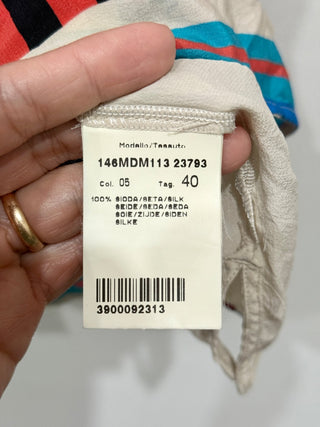 Modello/Tessuto
146MDM113 23793
Col. 05 Tag. 40
100% SIODA/SETA/SILK
SEIDE/SEDA/SEDA
SOIE/ZIJDE/SIDEN
SILKE
3900092313